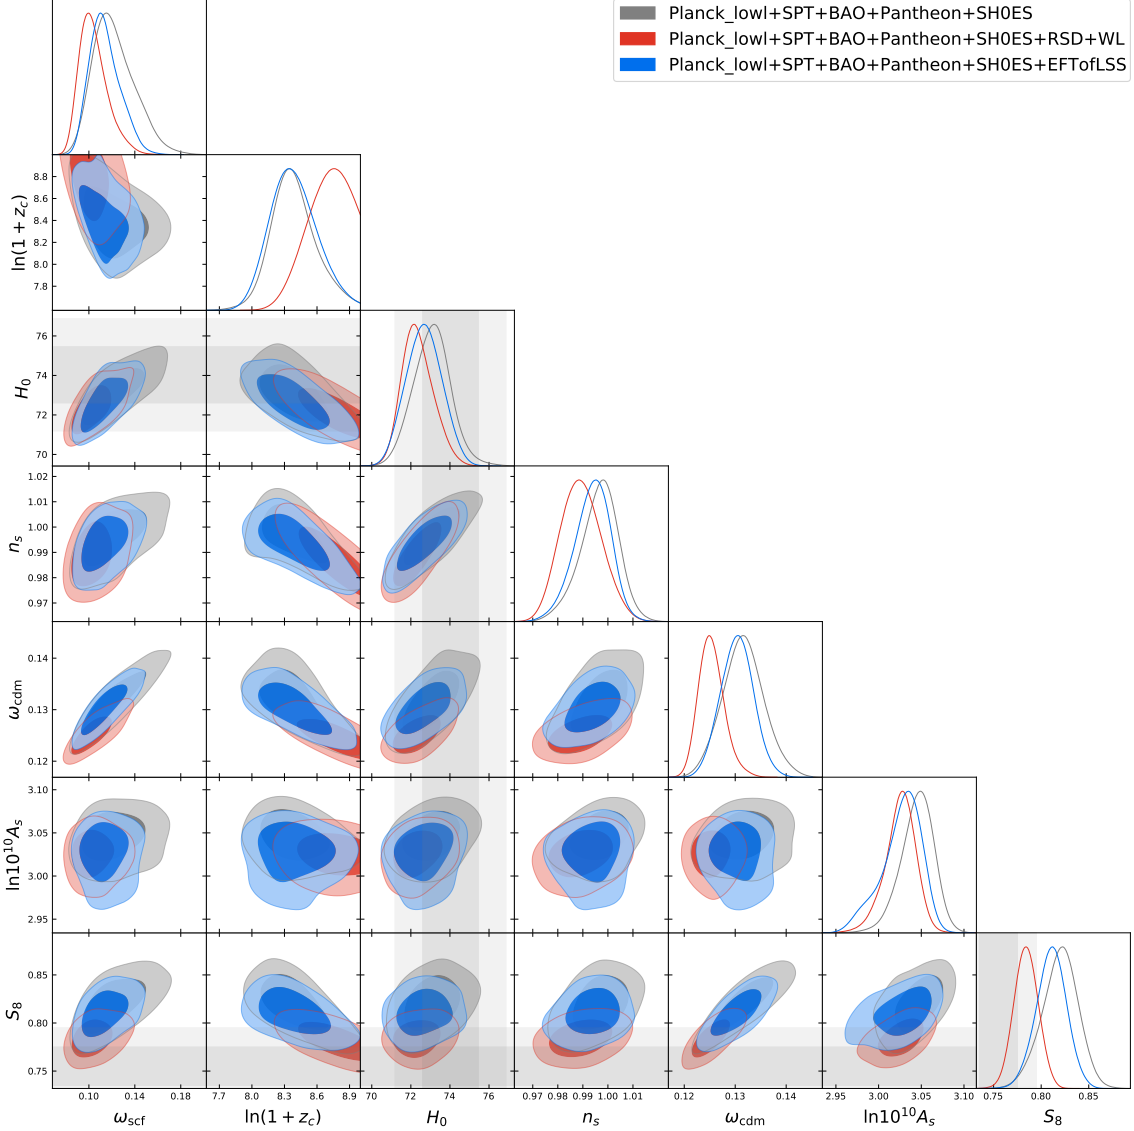 Planck_lowl+SPT+BAO+Pantheon+SH0ES
Planck_lowl+SPT+BAO+Pantheon+SH0ES+RSD+WL
Planck_lowl+SPT+BAO+Pantheon+SH0ES+EFTofLSS
ln(1 + z_c)
8.8
8.6
8.4
8.2
8.0
7.8
H_0
76
74
72
70
n_s
1.02
1.01
1.00
0.99
0.98
0.97
ω_cdm
0.14
0.13
0.12
ln10^{10}A_s
3.10
3.05
3.00
2.95
S_8
0.85
0.80
0.75
0.10 0.14 0.18 7.7 8.0 8.3 8.6 8.9 70 72 74 76 0.97 0.98 0.99 1.00 1.01 0.12 0.13 0.14 2.95 3.00 3.05 3.10 0.75 0.80 0.85
ω_scf ln(1 + z_c) H_0 n_s ω_cdm ln10^{10}A_s S_8